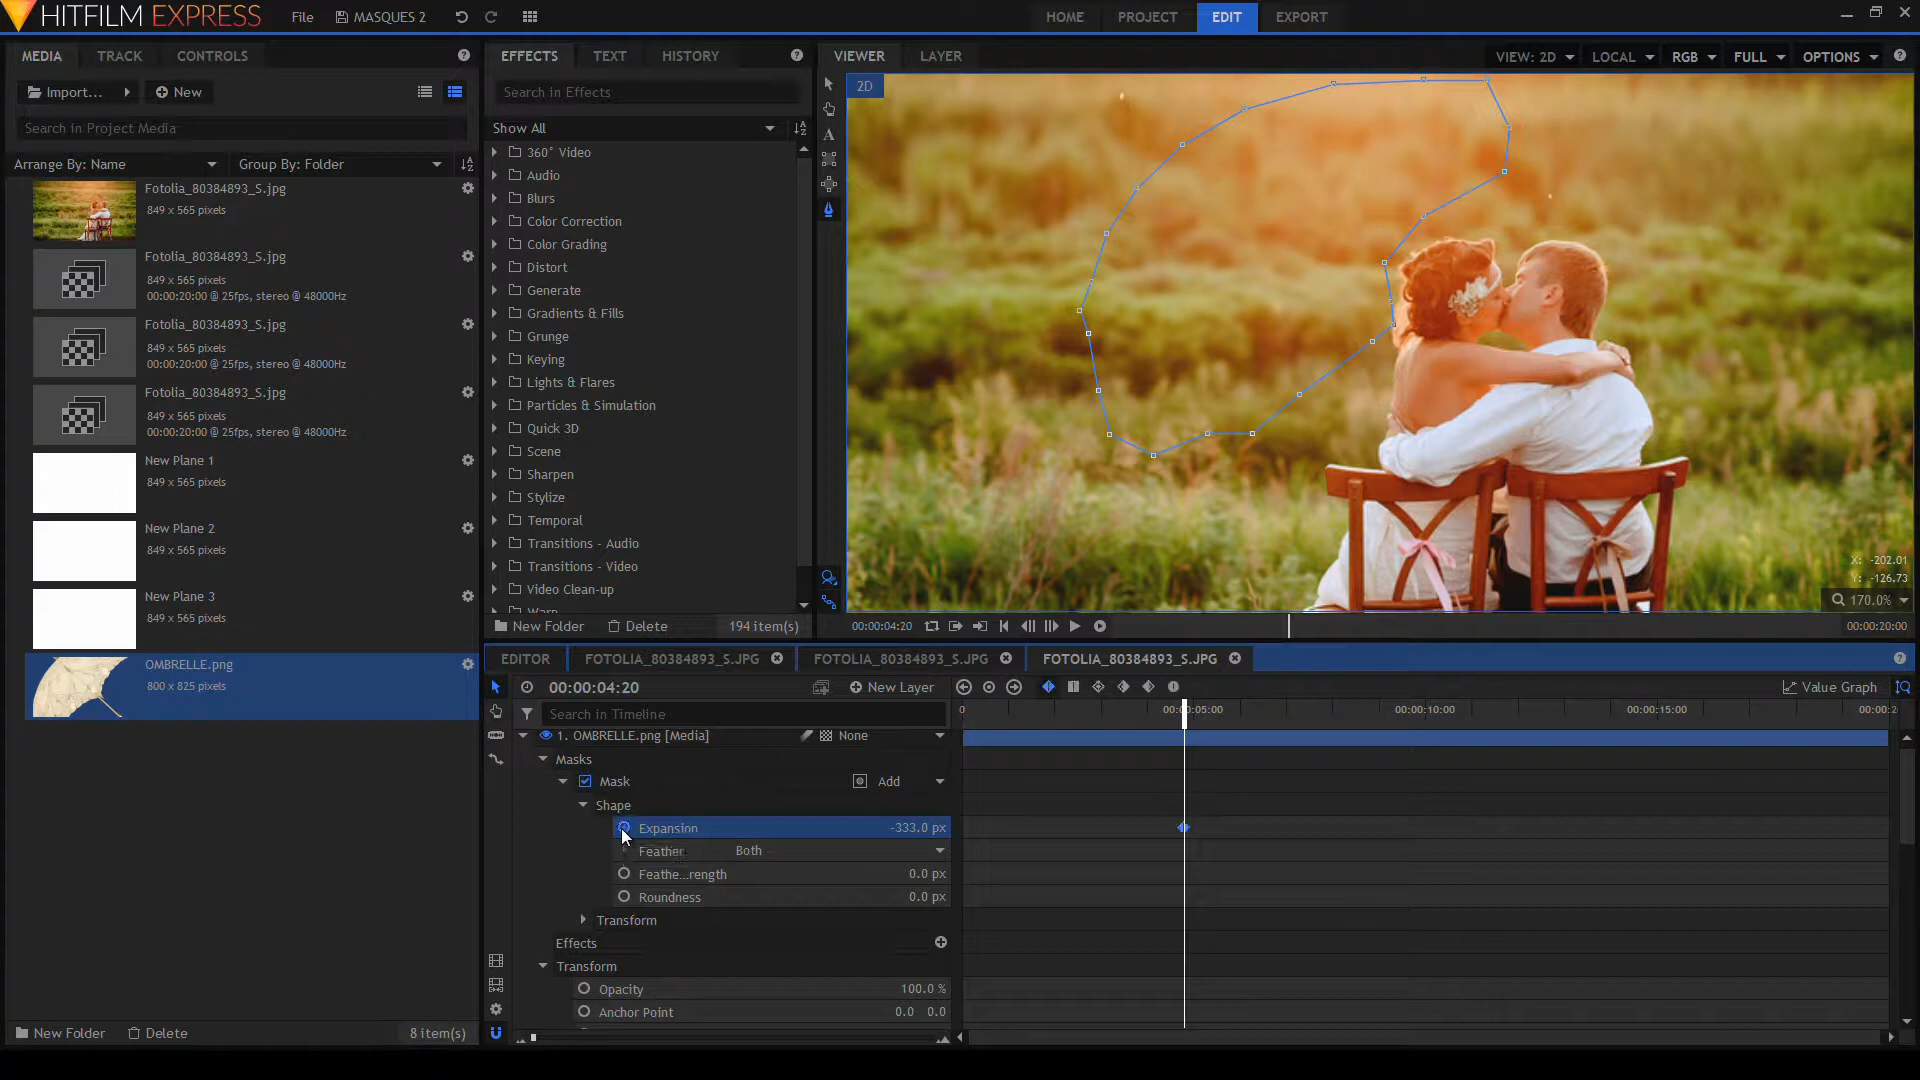 HITFILM EXPRESS
File
MASQUES 2
HOME
PROJECT
EDIT
EXPORT
MEDIA
TRACK
CONTROLS
Import...
New
Search in Project Media
Arrange By: Name
Group By: Folder
Fotolia_80384893_S.jpg
849 x 565 pixels
Fotolia_80384893_S.jpg
849 x 565 pixels
00:00:20:00 @ 25fps, stereo @ 48000Hz
Fotolia_80384893_S.jpg
849 x 565 pixels
00:00:20:00 @ 25fps, stereo @ 48000Hz
Fotolia_80384893_S.jpg
849 x 565 pixels
00:00:20:00 @ 25fps, stereo @ 48000Hz
New Plane 1
849 x 565 pixels
New Plane 2
849 x 565 pixels
New Plane 3
849 x 565 pixels
OMBRELLE.png
800 x 825 pixels
New Folder
Delete
8 item(s)
EFFECTS
TEXT
HISTORY
Search in Effects
Show All
360° Video
Audio
Blurs
Color Correction
Color Grading
Distort
Generate
Gradients & Fills
Grunge
Keying
Lights & Flares
Particles & Simulation
Quick 3D
Scene
Sharpen
Stylize
Temporal
Transitions - Audio
Transitions - Video
Video Clean-up
Warp
New Folder
Delete
194 item(s)
VIEWER
LAYER
VIEW: 2D
LOCAL
RGB
FULL
OPTIONS
2D
X: -202.01
Y: -126.73
170.0%
00:00:04:20
00:00:20:00
EDITOR
FOTOLIA_80384893_S.JPG
FOTOLIA_80384893_S.JPG
FOTOLIA_80384893_S.JPG
00:00:04:20
New Layer
Value Graph
Search in Timeline
0
00:00:05:00
00:00:10:00
00:00:15:00
1. OMBRELLE.png [Media]
None
Masks
Mask
Add
Shape
Expansion
-333.0 px
Feather
Both
Feathe...rength
0.0 px
Roundness
0.0 px
Transform
Effects
Transform
Opacity
100.0 %
Anchor Point
0.0 0.0